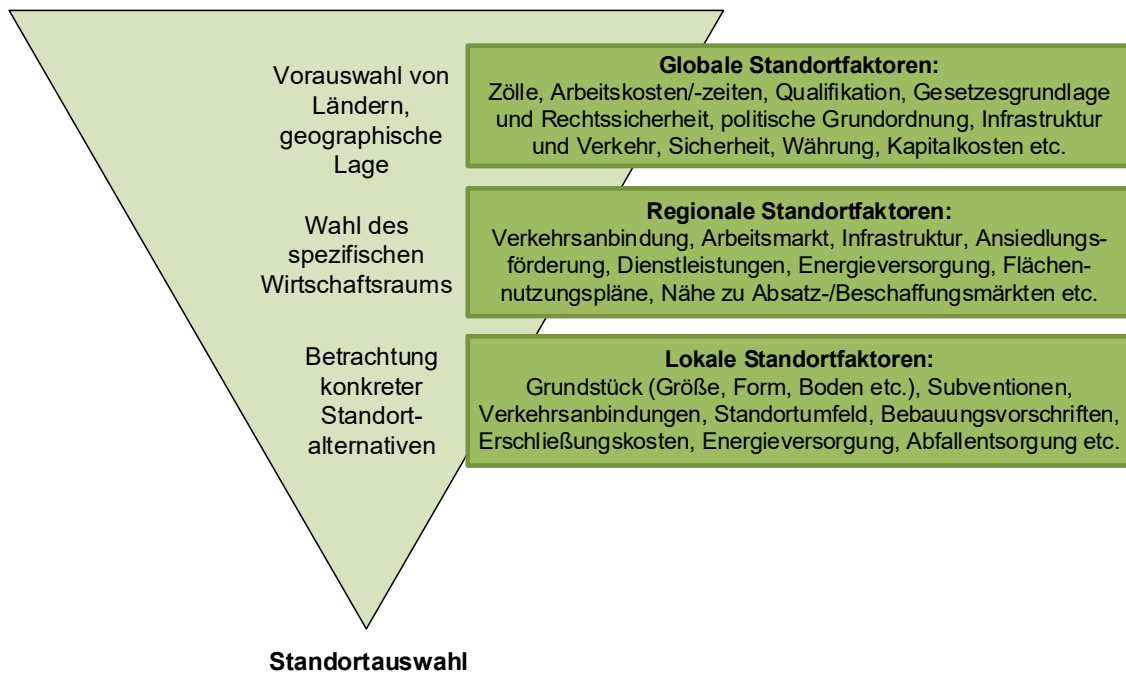 Vorauswahl von
Ländern,
geographische
Lage
Globale Standortfaktoren:
Zölle, Arbeitskosten/-zeiten, Qualifikation, Gesetzesgrundlage
und Rechtssicherheit, politische Grundordnung, Infrastruktur
und Verkehr, Sicherheit, Währung, Kapitalkosten etc.
Wahl des
spezifischen
Wirtschaftsraums
Regionale Standortfaktoren:
Verkehrsanbindung, Arbeitsmarkt, Infrastruktur, Ansiedlungs-
förderung, Dienstleistungen, Energieversorgung, Flächen-
nutzungspläne, Nähe zu Absatz-/Beschaffungsmärkten etc.
Betrachtung
konkreter
Standort-
alternativen
Lokale Standortfaktoren:
Grundstück (Größe, Form, Boden etc.), Subventionen,
Verkehrsanbindungen, Standortumfeld, Bebauungsvorschriften,
Erschließungskosten, Energieversorgung, Abfallentsorgung etc.
Standortauswahl